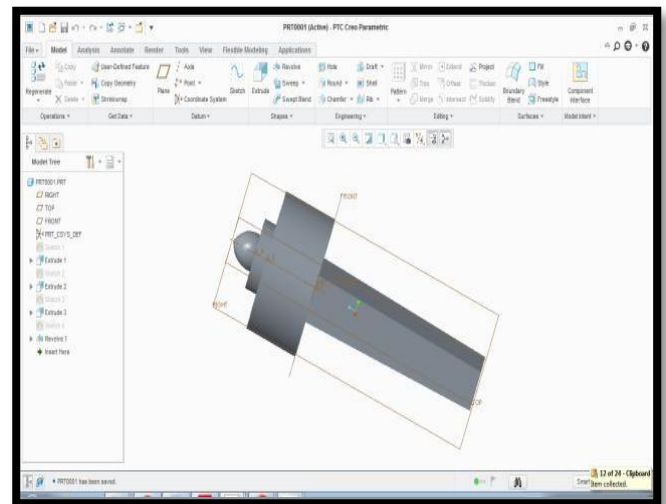 PRT0001 (Active) - PTC Creo Parametric
File Model Analysis Annotate Render Tools View Flexible Modeling Applications
Regenerate
Copy
Paste
Delete
User-Defined Feature
Copy Geometry
Shrinkwrap
Plane
Axis
Point
Coordinate System
Sketch
Extrude
Revolve
Sweep
Swept Blend
Hole
Round
Chamfer
Draft
Shell
Rib
Pattern
Mirror
Extend
Project
Trim
Offset
Thicken
Merge
Intersect
Solidify
Boundary Blend
Fill
Style
Freestyle
Component Interface
Operations Get Data Datum Shapes Engineering Editing Surfaces Model Intent
Model Tree
PRT0001.PRT
RIGHT
TOP
FRONT
PRT_CSYS_DEF
Sketch 1
Extrude 1
Sketch 2
Extrude 2
Sketch 3
Extrude 3
Sketch 4
Revolve 1
Insert Here
FRONT
RIGHT
TOP
• PRT0001 has been saved.
12 of 24 - Clipboard
Item collected.